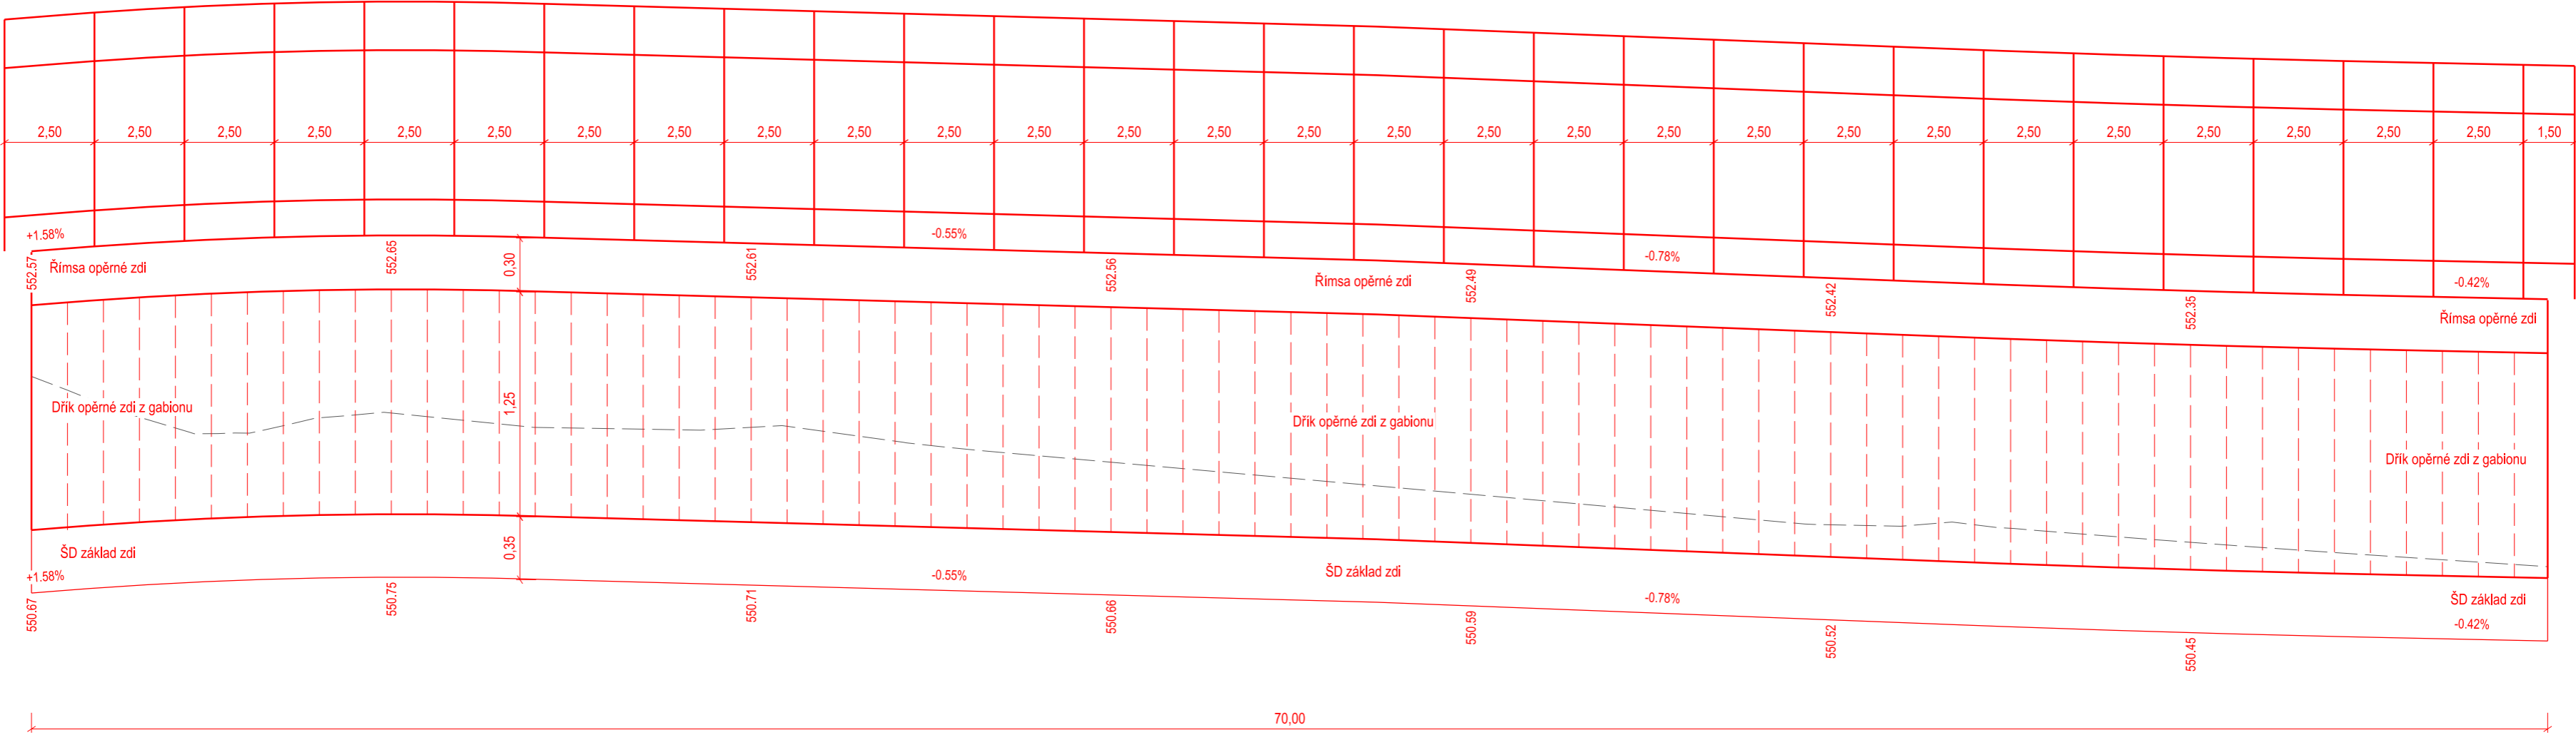 2,50 2,50 2,50 2,50 2,50 2,50 2,50 2,50 2,50 2,50 2,50 2,50 2,50 2,50 2,50 2,50 2,50 2,50 2,50 2,50 2,50 2,50 2,50 2,50 2,50 2,50 2,50 2,50 1,50
+1.58% -0.55% -0.78% -0.42%
552.57 552.65 552.61 552.56 552.49 552.42 552.35
Římsa opěrné zdi
0,30
Římsa opěrné zdi
Římsa opěrné zdi
Dřík opěrné zdi z gabionu
1,25
Dřík opěrné zdi z gabionu
Dřík opěrné zdi z gabionu
ŠD základ zdi
0,35
ŠD základ zdi
ŠD základ zdi
+1.58% -0.55% -0.78% -0.42%
550.67 550.75 550.71 550.66 550.59 550.52 550.45
70,00